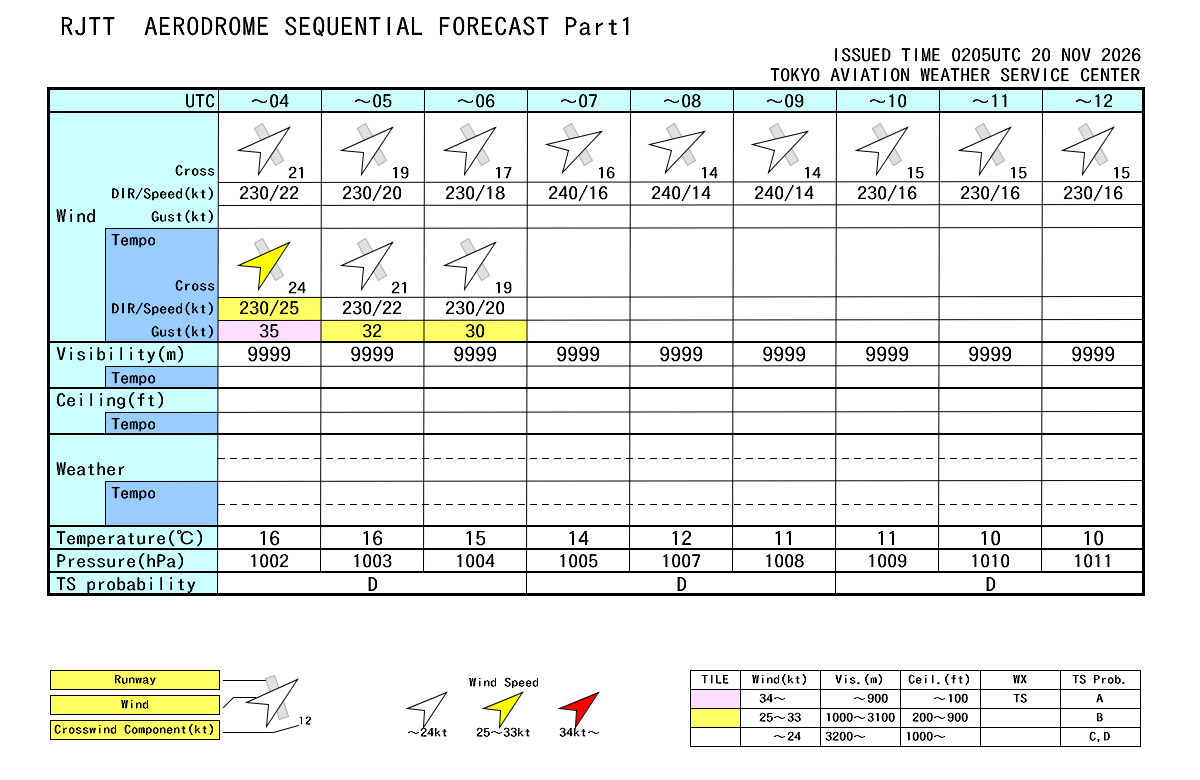 RJTT AERODROME SEQUENTIAL FORECAST Part1
ISSUED TIME 0205UTC 20 NOV 2026
TOKYO AVIATION WEATHER SERVICE CENTER
UTC ～04 ～05 ～06 ～07 ～08 ～09 ～10 ～11 ～12
Cross 21 19 17 16 14 14 15 15 15
DIR/Speed(kt) 230/22 230/20 230/18 240/16 240/14 240/14 230/16 230/16 230/16
Wind Gust(kt)
Tempo
Cross 24 21 19
DIR/Speed(kt) 230/25 230/22 230/20
Gust(kt) 35 32 30
Visibility(m) 9999 9999 9999 9999 9999 9999 9999 9999 9999
Tempo
Ceiling(ft)
Tempo
Weather
Tempo
Temperature(℃) 16 16 15 14 12 11 11 10 10
Pressure(hPa) 1002 1003 1004 1005 1007 1008 1009 1010 1011
TS probability D D D
Runway
Wind
Crosswind Component(kt)
12
Wind Speed
～24kt 25～33kt 34kt～
TILE Wind(kt) Vis.(m) Ceil.(ft) WX TS Prob.
34～ ～900 ～100 TS A
25～33 1000～3100 200～900 B
～24 3200～ 1000～ C,D